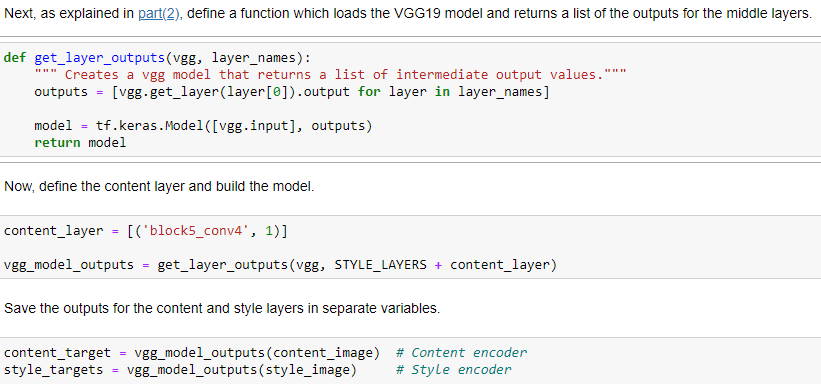 Next, as explained in part(2), define a function which loads the VGG19 model and returns a list of the outputs for the middle layers.
def get_layer_outputs(vgg, layer_names):
    """ Creates a vgg model that returns a list of intermediate output values."""
    outputs = [vgg.get_layer(layer[0]).output for layer in layer_names]
    model = tf.keras.Model([vgg.input], outputs)
    return model
Now, define the content layer and build the model.
content_layer = [('block5_conv4', 1)]
vgg_model_outputs = get_layer_outputs(vgg, STYLE_LAYERS + content_layer)
Save the outputs for the content and style layers in separate variables.
content_target = vgg_model_outputs(content_image)  # Content encoder
style_targets = vgg_model_outputs(style_image)     # Style encoder